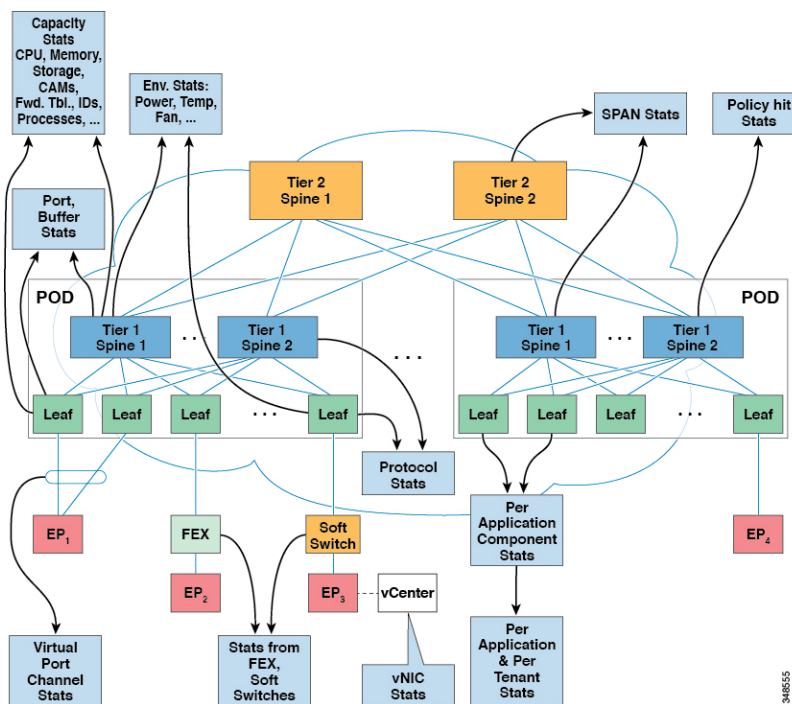 Capacity
Stats
CPU, Memory,
Storage,
CAMs,
Fwd. Tbl., IDs,
Processes, ...
Env. Stats:
Power, Temp,
Fan, ...
SPAN Stats
Policy hit
Stats
Port,
Buffer
Stats
Tier 2
Spine 1
Tier 2
Spine 2
POD
POD
Tier 1
Spine 1
...
Tier 1
Spine 2
...
Tier 1
Spine 1
...
Tier 1
Spine 2
Leaf
Leaf
Leaf
...
Leaf
Leaf
Leaf
Leaf
...
Leaf
Protocol
Stats
EP1
FEX
Soft
Switch
Per
Application
Component
Stats
EP4
EP2
EP3
vCenter
Virtual
Port
Channel
Stats
Stats from
FEX,
Soft
Switches
vNIC
Stats
Per
Application
& Per
Tenant
Stats
348555